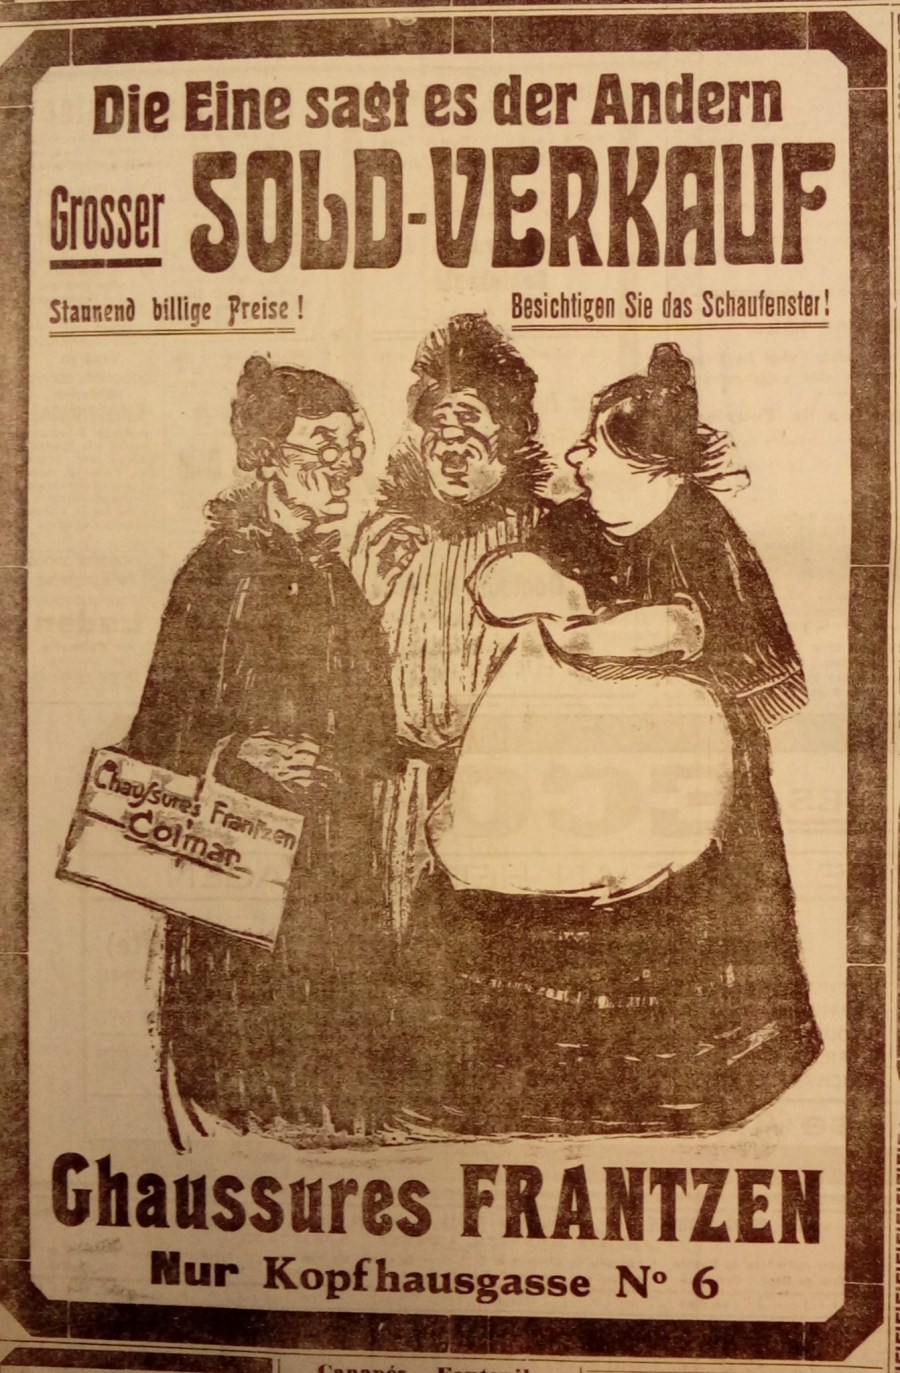 Die Eine sagt es der Andern
Grosser SOLD-VERKAUF
Staunend billige Preise!
Besichtigen Sie das Schaufenster!
Chaussures Frantzen
Colmar
Ghaussures FRANTZEN
Nur Kopfhausgasse Nº 6